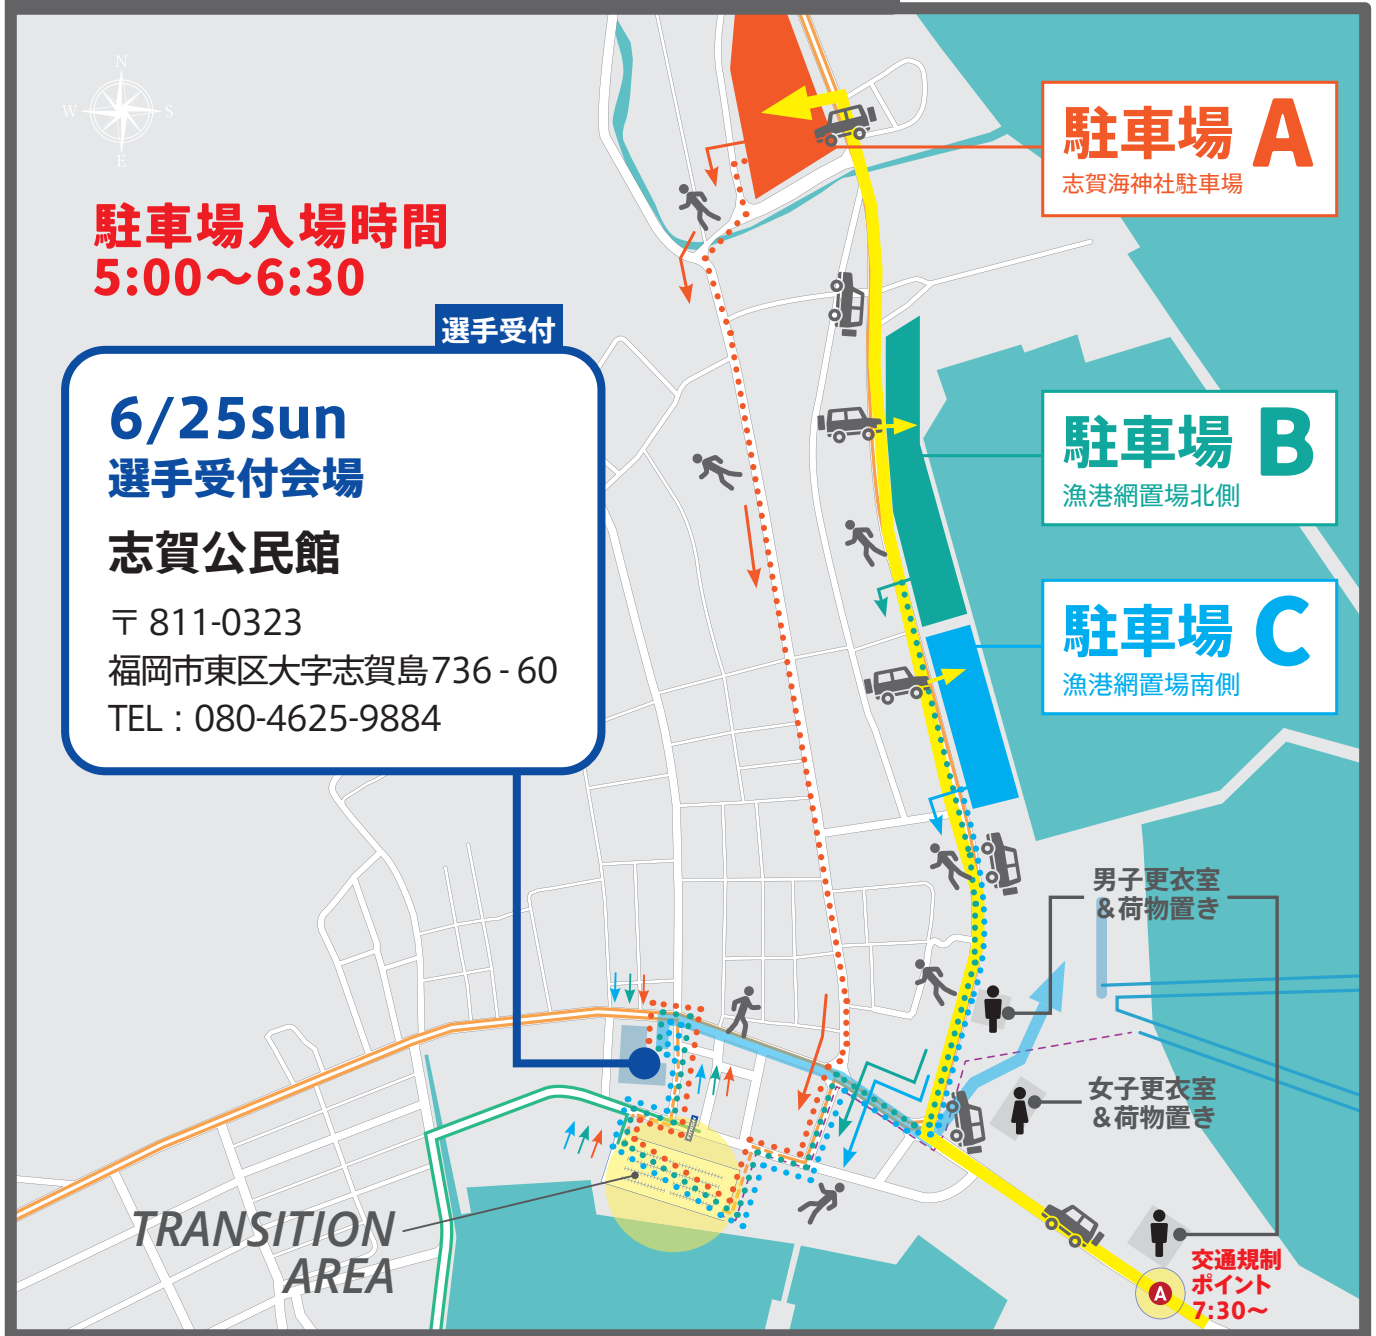 N
W
S
E
駐車場 A
志賀海神社駐車場
駐車場入場時間
5:00～6:30
選手受付
6/25sun
選手受付会場
志賀公民館
〒811-0323
福岡市東区大字志賀島736 - 60
TEL : 080-4625-9884
駐車場 B
漁港網置場北側
駐車場 C
漁港網置場南側
男子更衣室
＆荷物置き
女子更衣室
＆荷物置き
TRANSITION
AREA
交通規制
ポイント
7:30～
A